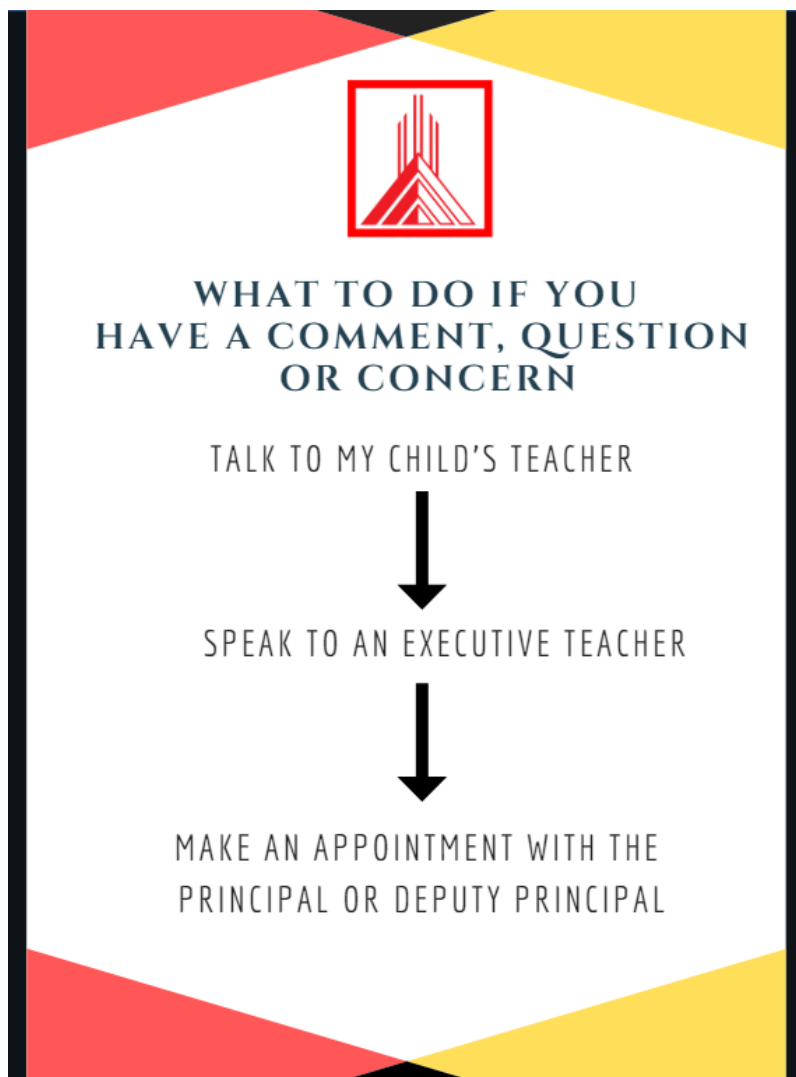 WHAT TO DO IF YOU
HAVE A COMMENT, QUESTION
OR CONCERN
TALK TO MY CHILD'S TEACHER
SPEAK TO AN EXECUTIVE TEACHER
MAKE AN APPOINTMENT WITH THE
PRINCIPAL OR DEPUTY PRINCIPAL